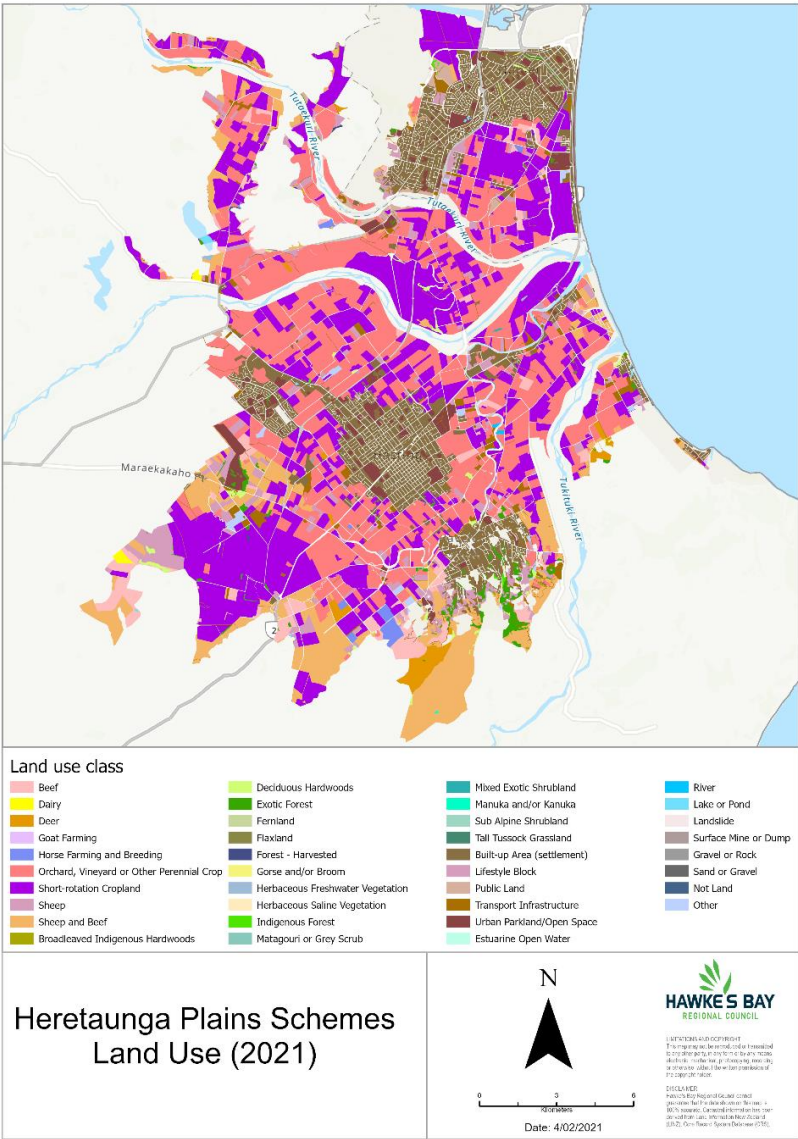 Tutaekuri River
Tutaekuri River
Maraekakaho
Tukituki River
2
Land use class
Beef
Dairy
Deer
Goat Farming
Horse Farming and Breeding
Orchard, Vineyard or Other Perennial Crop
Short-rotation Cropland
Sheep
Sheep and Beef
Broadleaved Indigenous Hardwoods
Deciduous Hardwoods
Exotic Forest
Fernland
Flaxland
Forest - Harvested
Gorse and/or Broom
Herbaceous Freshwater Vegetation
Herbaceous Saline Vegetation
Indigenous Forest
Matagouri or Grey Scrub
Mixed Exotic Shrubland
Manuka and/or Kanuka
Sub Alpine Shrubland
Tall Tussock Grassland
Built-up Area (settlement)
Lifestyle Block
Public Land
Transport Infrastructure
Urban Parkland/Open Space
Estuarine Open Water
River
Lake or Pond
Landslide
Surface Mine or Dump
Gravel or Rock
Sand or Gravel
Not Land
Other
Heretaunga Plains Schemes
Land Use (2021)
N
0 3 6
Kilometers
Date: 4/02/2021
HAWKE'S BAY
REGIONAL COUNCIL
LIMITATIONS AND COPYRIGHT
DISCLAIMER